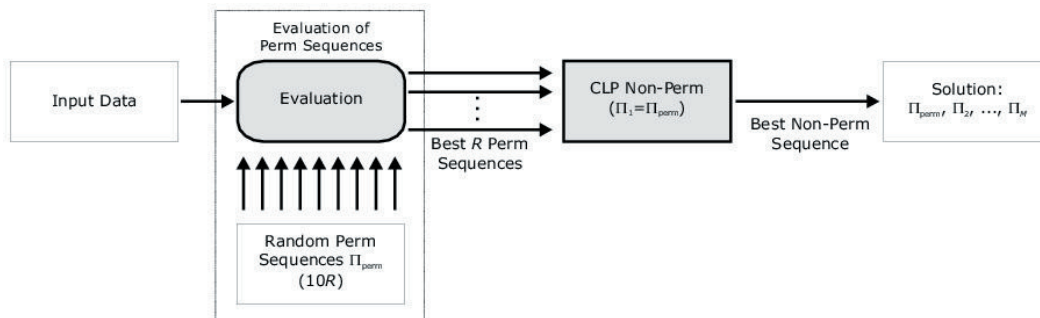 Input Data
Evaluation of
Perm Sequences
Evaluation
Random Perm
Sequences Πperm
(10R)
⋮
Best R Perm
Sequences
CLP Non-Perm
(Π1=Πperm)
Best Non-Perm
Sequence
Solution:
Πperm, Π2, ..., ΠM